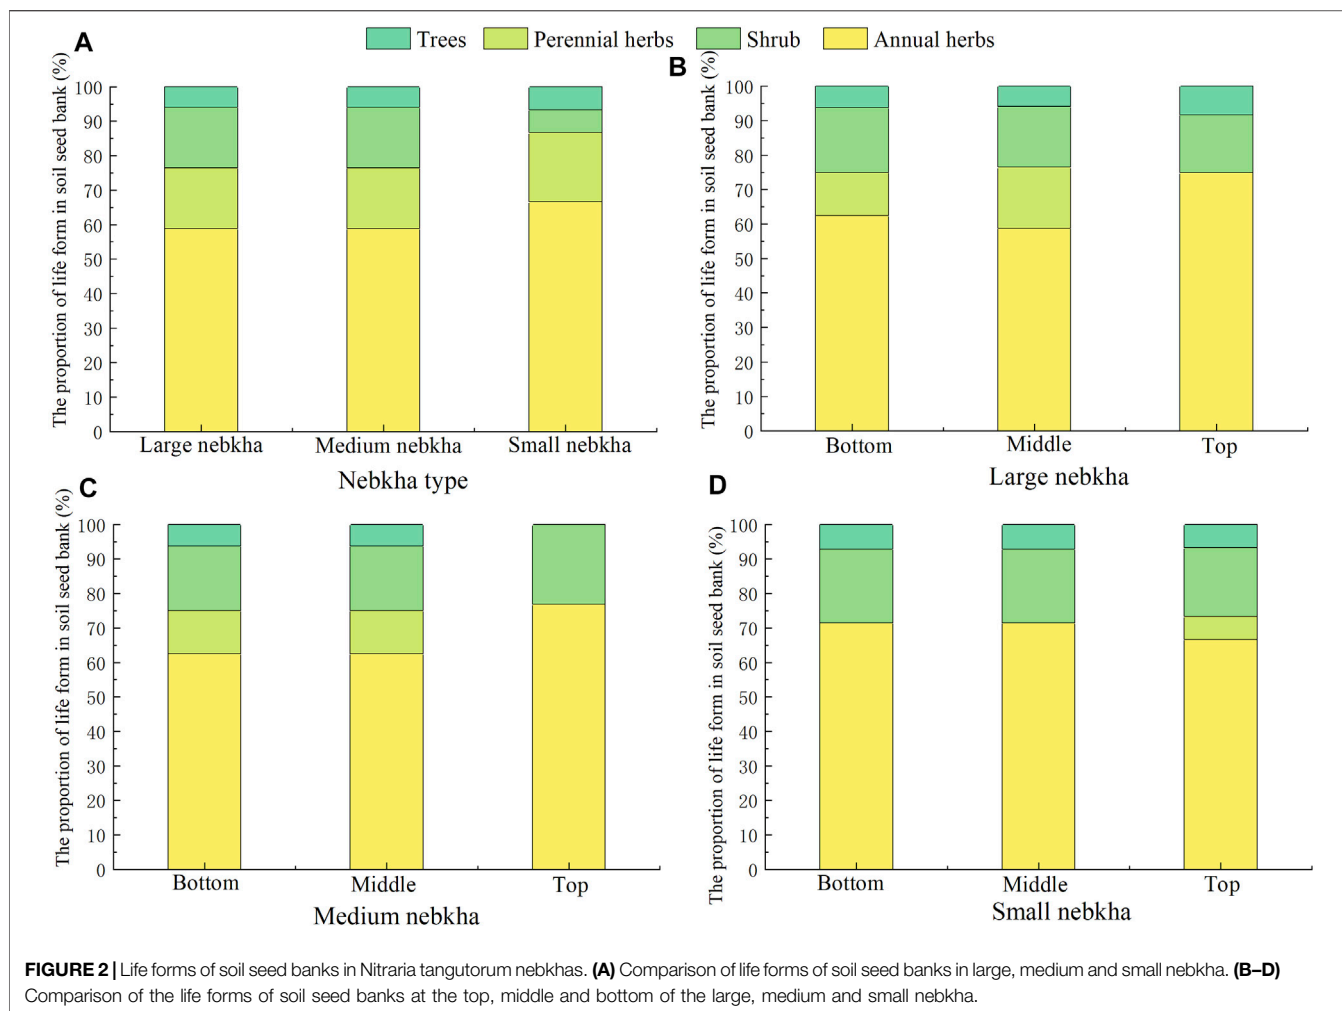 A
Trees Perennial herbs Shrub Annual herbs
The proportion of life form in soil seed bank (%)
100
90
80
70
60
50
40
30
20
10
0
Large nebkha Medium nebkha Small nebkha
Nebkha type
B
The proportion of life form in soil seed bank (%)
100
90
80
70
60
50
40
30
20
10
0
Bottom Middle Top
Large nebkha
C
The proportion of life form in soil seed bank (%)
100
90
80
70
60
50
40
30
20
10
0
Bottom Middle Top
Medium nebkha
D
The proportion of life form in soil seed bank (%)
100
90
80
70
60
50
40
30
20
10
0
Bottom Middle Top
Small nebkha
FIGURE 2 | Life forms of soil seed banks in Nitraria tangutorum nebkhas. (A) Comparison of life forms of soil seed banks in large, medium and small nebkha. (B–D)
Comparison of the life forms of soil seed banks at the top, middle and bottom of the large, medium and small nebkha.